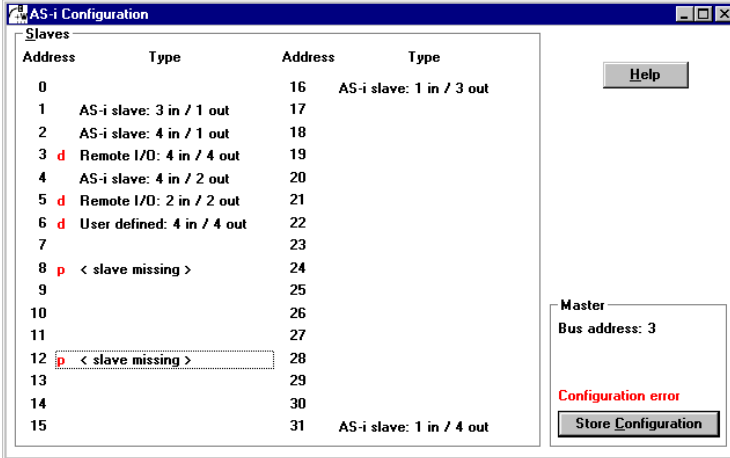 AS-i Configuration
Slaves
Address Type Address Type
0 16 AS-i slave: 1 in / 3 out
1 AS-i slave: 3 in / 1 out 17
2 AS-i slave: 4 in / 1 out 18
3 d Remote I/O: 4 in / 4 out 19
4 AS-i slave: 4 in / 2 out 20
5 d Remote I/O: 2 in / 2 out 21
6 d User defined: 4 in / 4 out 22
7 23
8 p < slave missing > 24
9 25
10 26
11 27
12 p < slave missing > 28
13 29
14 30
15 31 AS-i slave: 1 in / 4 out
Help
Master
Bus address: 3
Configuration error
Store Configuration